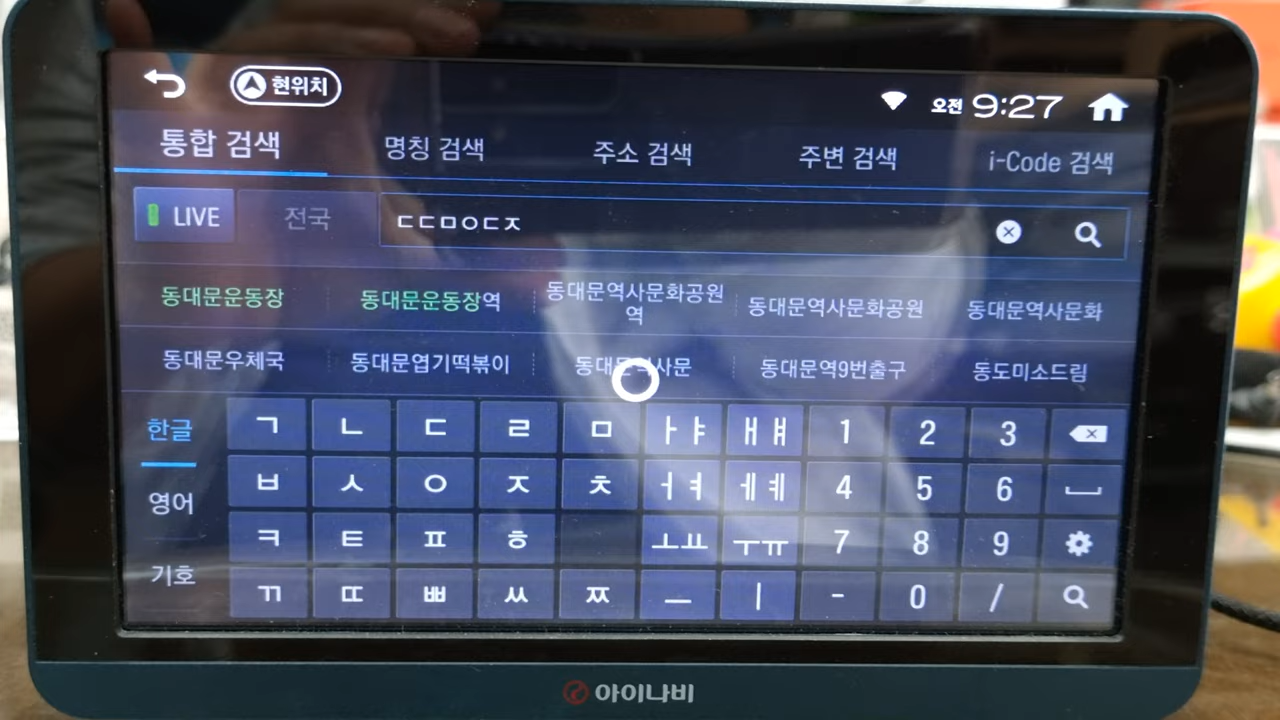 현위치 오전 9:27
통합 검색 명칭 검색 주소 검색 주변 검색 i-Code 검색
LIVE 전국 ㄷㄷㅁㅇㄷㅈ
동대문운동장 동대문운동장역 동대문역사문화공원역 동대문역사문화공원 동대문역사문화
동대문우체국 동대문엽기떡볶이 동대문역사문 동대문역9번출구 동도미소드림
한글 ㄱ ㄴ ㄷ ㄹ ㅁ ㅏㅑ ㅐㅒ 1 2 3
ㅂ ㅅ ㅇ ㅈ ㅊ ㅓㅕ ㅔㅖ 4 5 6
영어
ㅋ ㅌ ㅍ ㅎ ㅗㅛ ㅜㅠ 7 8 9
기호
ㄲ ㄸ ㅃ ㅆ ㅉ ㅡ ㅣ - 0 /
아이나비